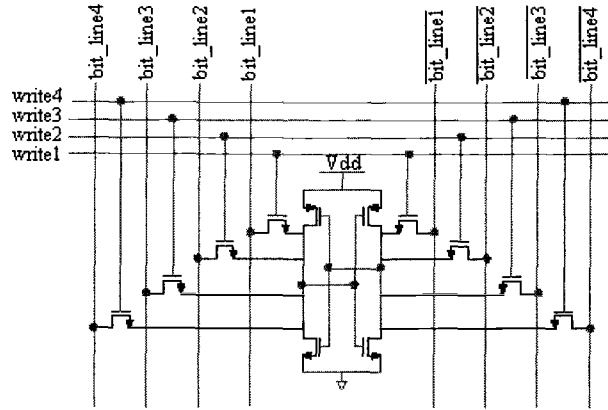 bit_line4
bit_line3
bit_line2
bit_line1
bit_line1
bit_line2
bit_line3
bit_line4
write4
write3
write2
write1
Vdd